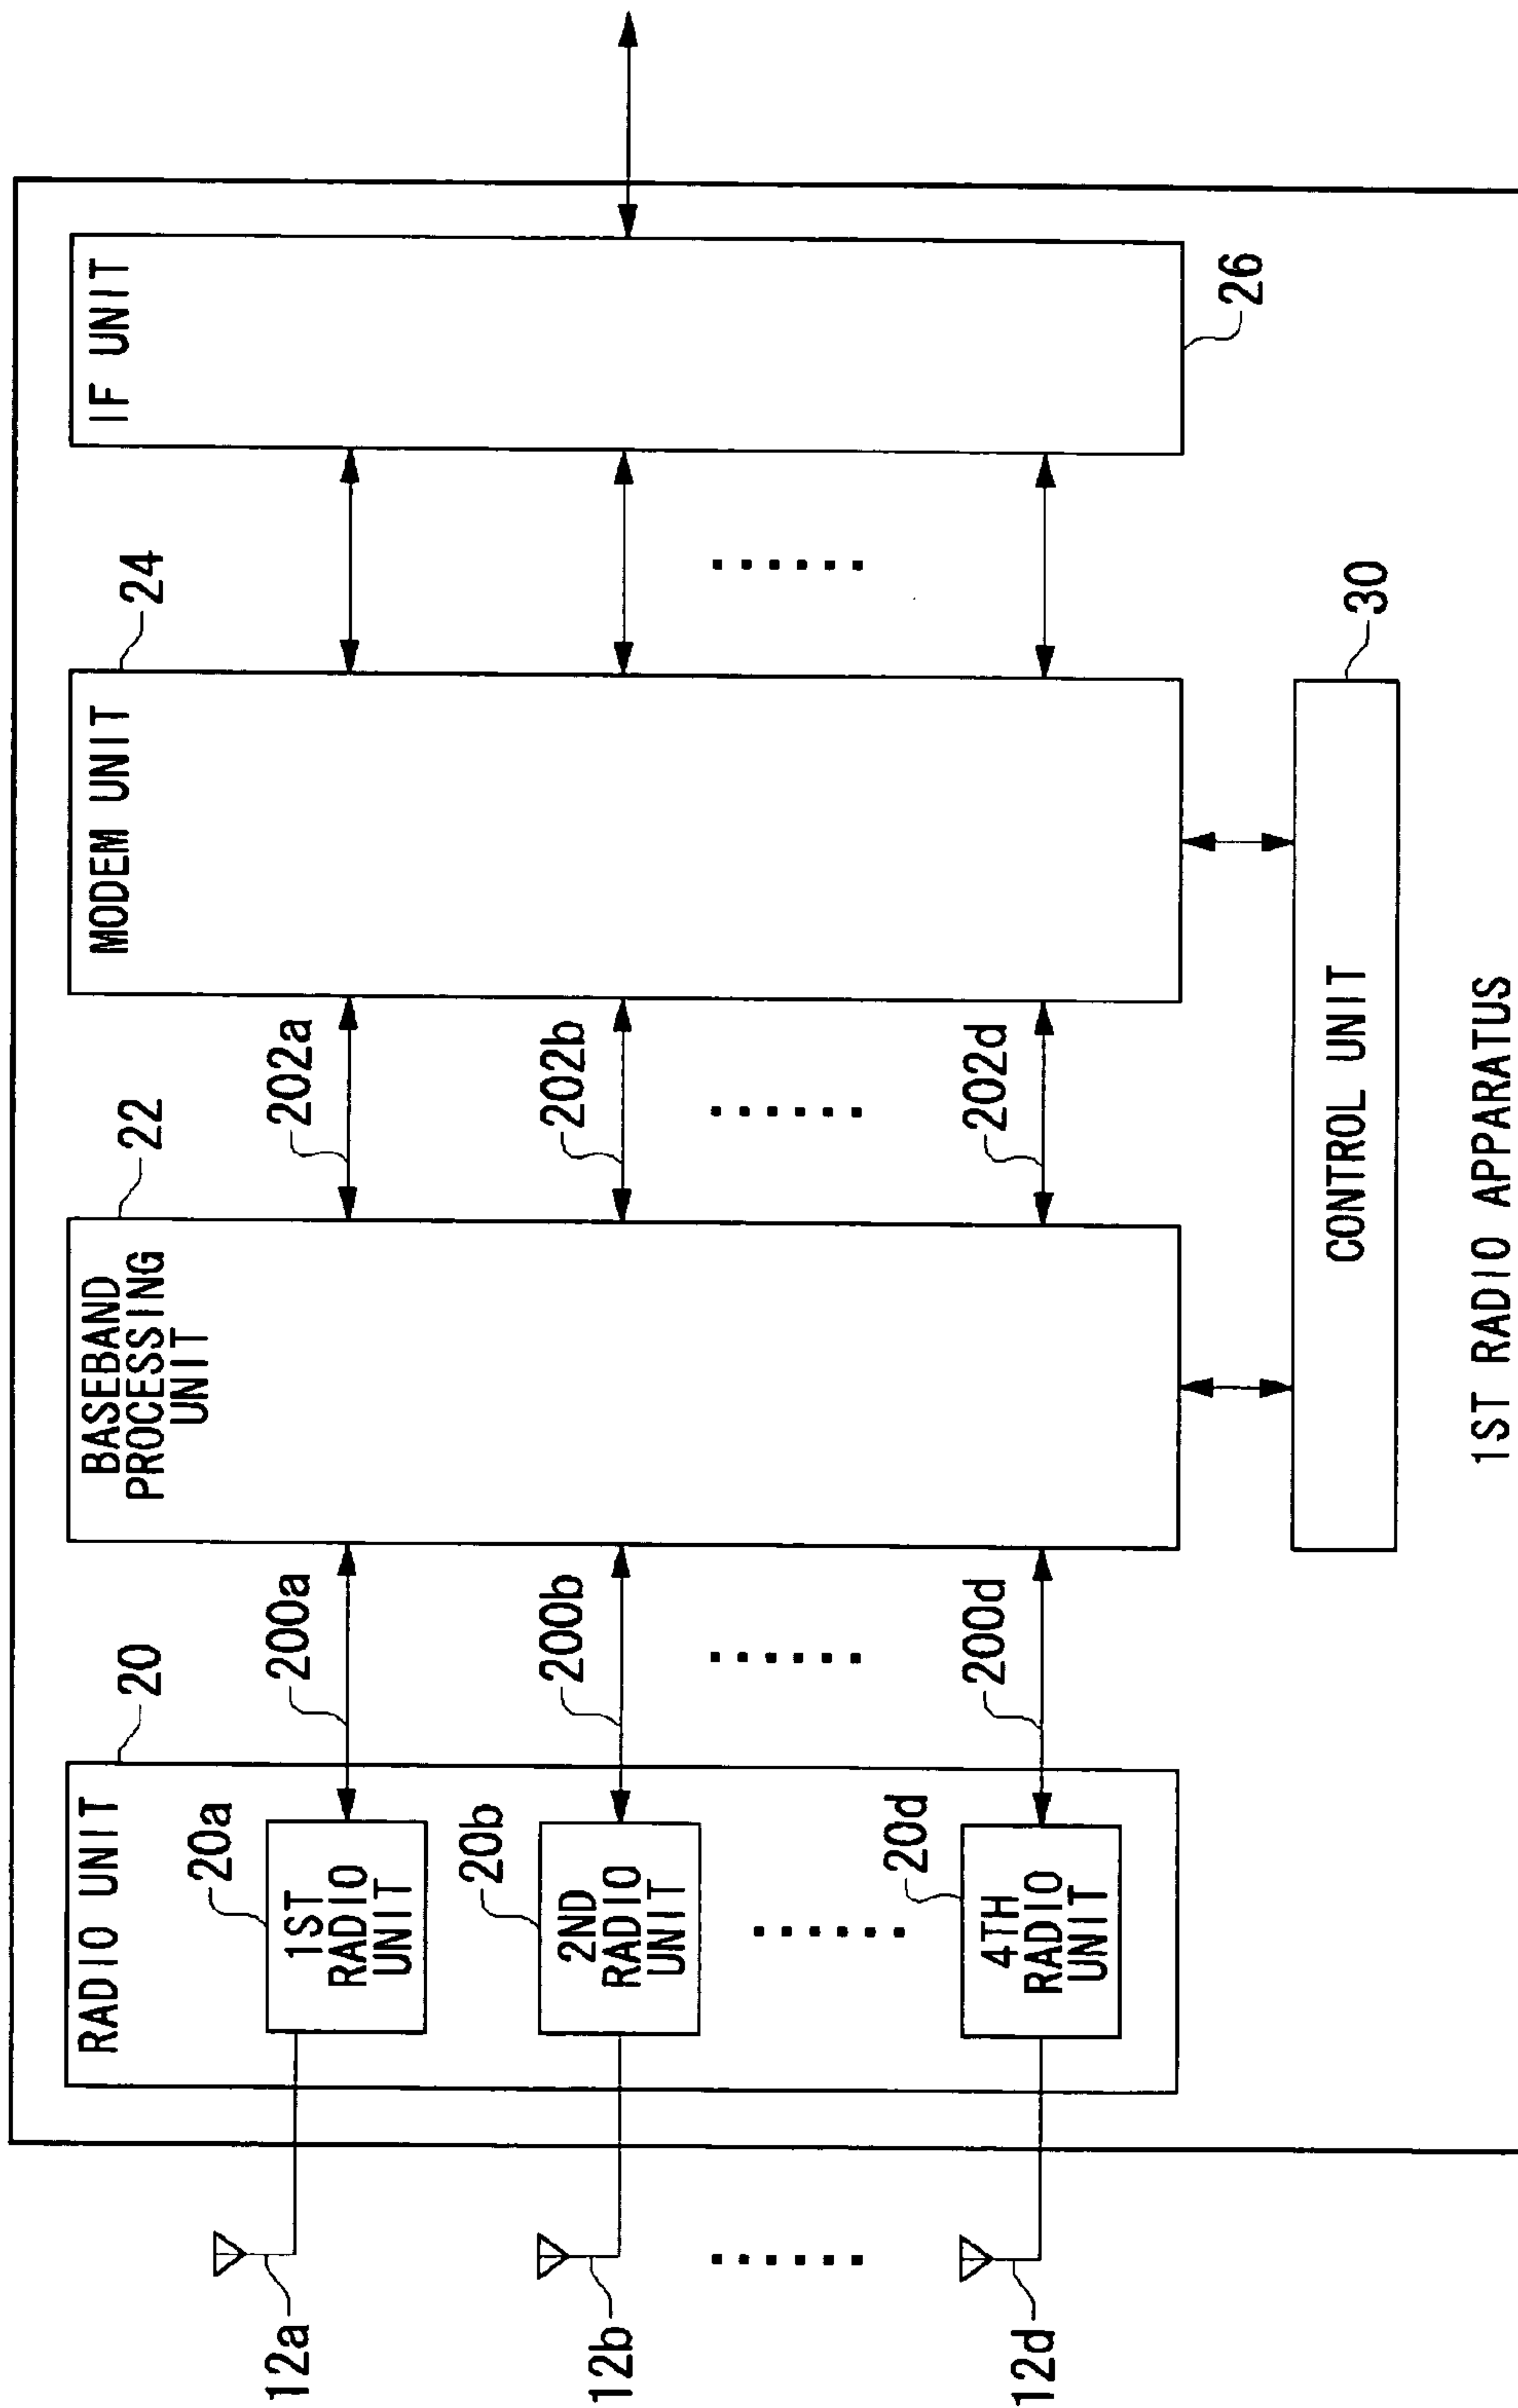 RADIO UNIT
20
20a
1ST
RADIO
UNIT
20b
2ND
RADIO
UNIT
20d
4TH
RADIO
UNIT
12a
12b
12d
200a
200b
200d
BASEBAND
PROCESSING
UNIT
22
202a
202b
202d
MODEM UNIT
24
IF UNIT
26
CONTROL UNIT
30
1ST RADIO APPARATUS